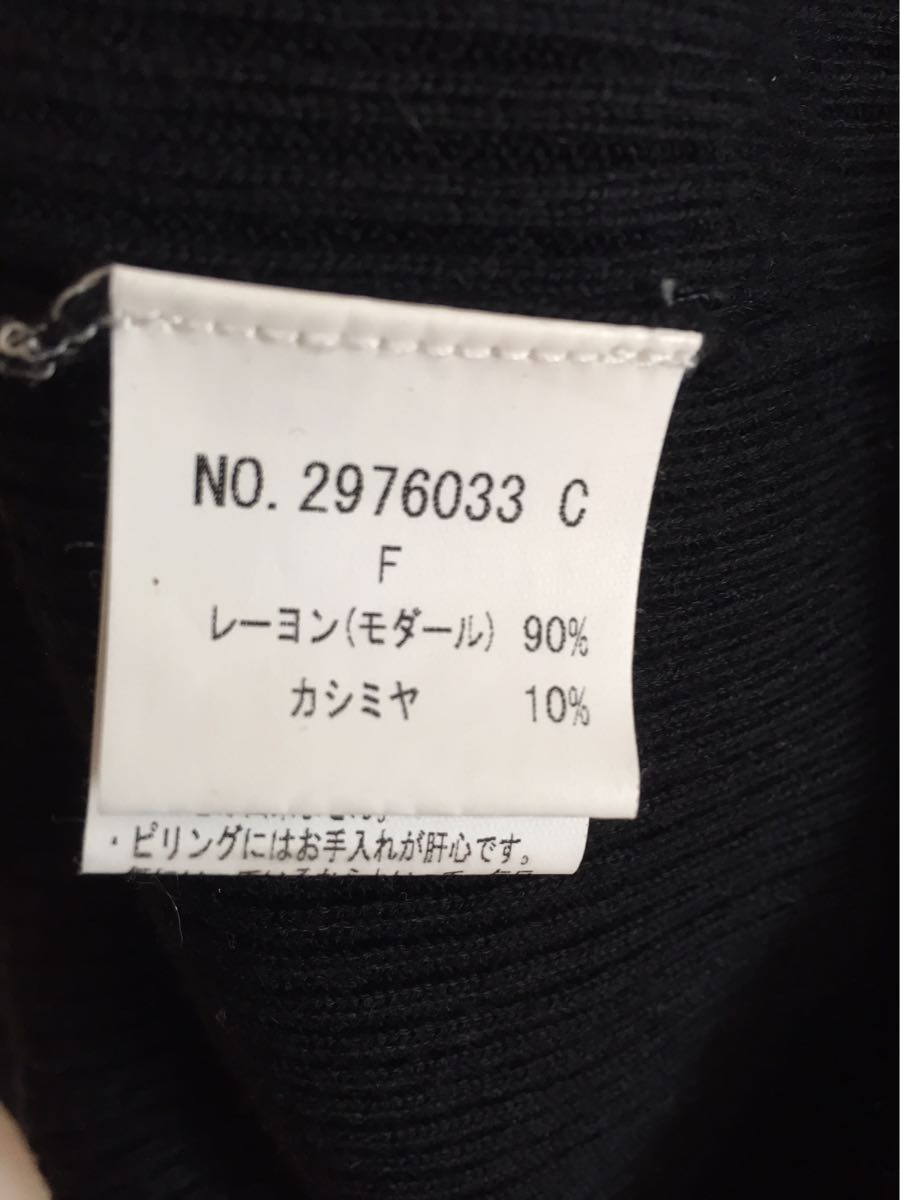 NO. 2976033 C
F
レーヨン(モダール) 90%
カシミヤ 10%
・ピリングにはお手入れが肝心です。